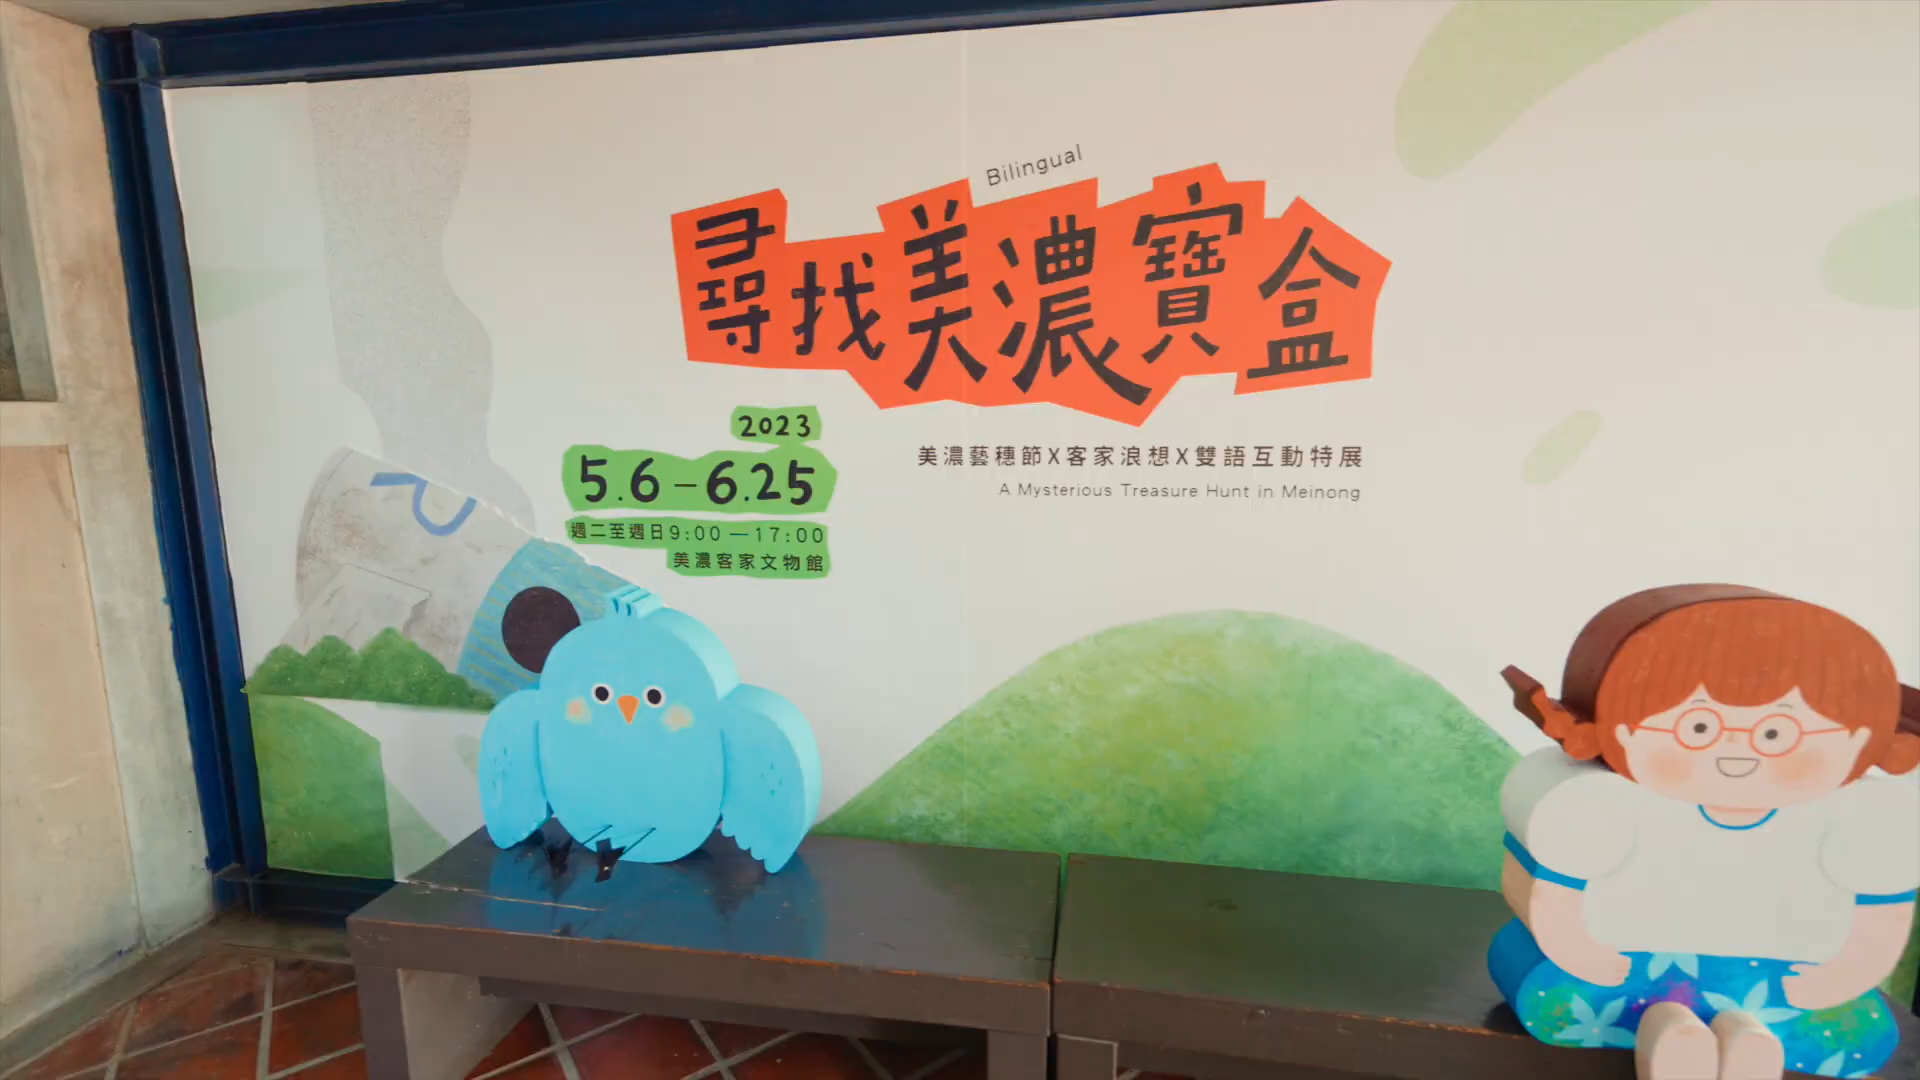 Bilingual
尋找美濃寶盒
2023
5.6–6.25
週二至週日9:00—17:00
美濃客家文物館
美濃藝穗節X客家浪想X雙語互動特展
A Mysterious Treasure Hunt in Meinong